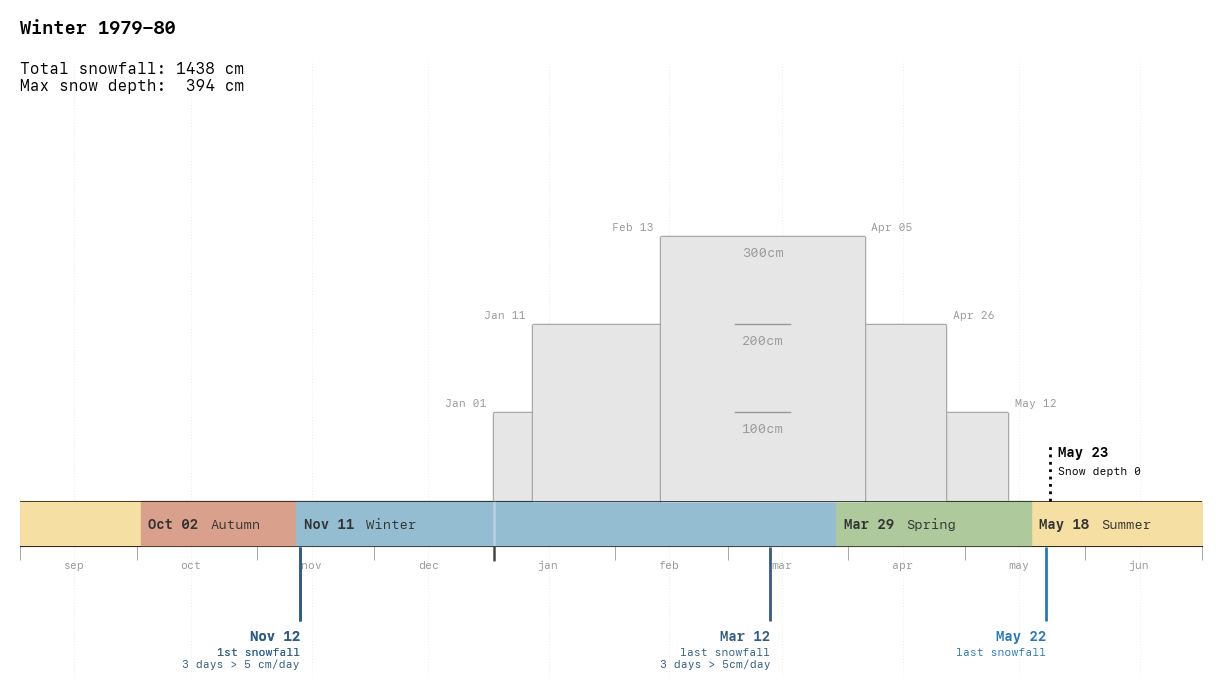 Winter 1979–80
Total snowfall: 1438 cm
Max snow depth:  394 cm
Feb 13
Apr 05
300cm
Jan 11
Apr 26
200cm
Jan 01
May 12
100cm
May 23
Snow depth 0
Oct 02 Autumn
Nov 11 Winter
Mar 29 Spring
May 18 Summer
sep oct nov dec jan feb mar apr may jun
Nov 12
1st snowfall
3 days > 5 cm/day
Mar 12
last snowfall
3 days > 5cm/day
May 22
last snowfall